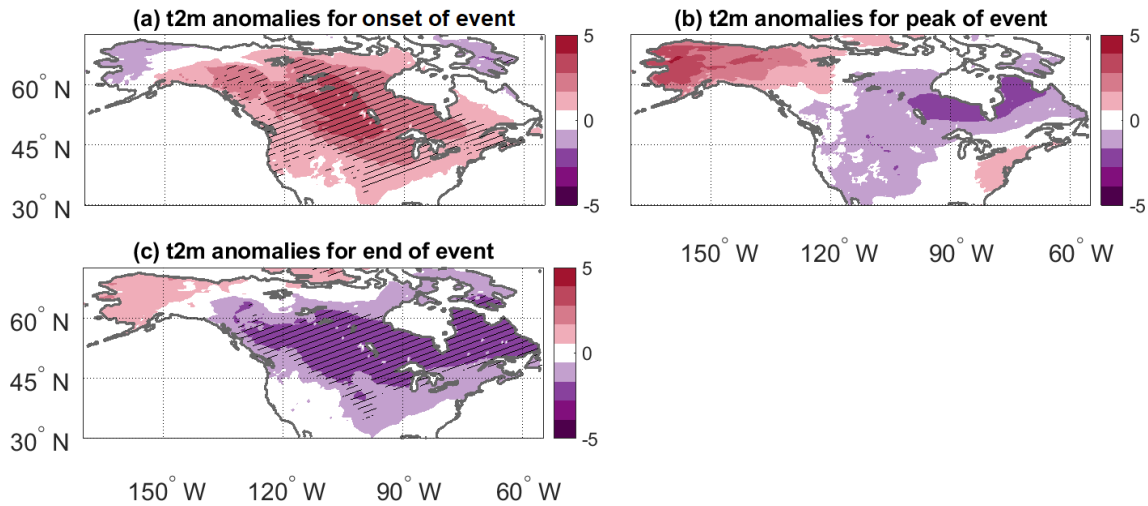 (a) t2m anomalies for onset of event
5
0
-5
60° N
45° N
30° N
(b) t2m anomalies for peak of event
5
0
-5
150° W
120° W
90° W
60° W
(c) t2m anomalies for end of event
5
0
-5
60° N
45° N
30° N
150° W
120° W
90° W
60° W